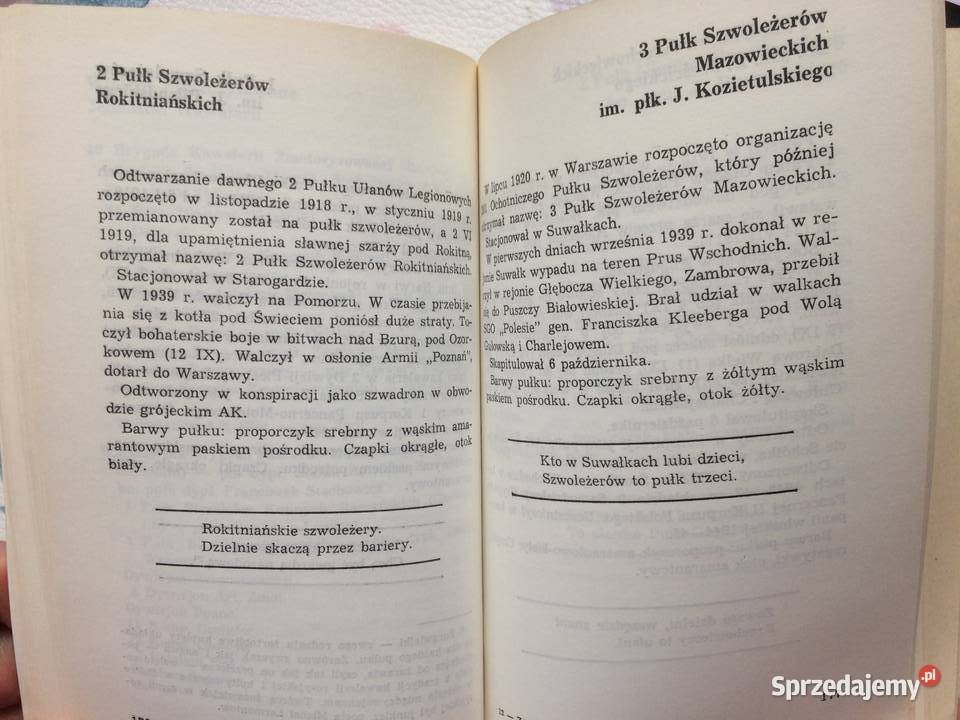 2 Pułk Szwoleżerów
Rokitniańskich
Odtwarzanie dawnego 2 Pułku Ułanów Legionowych
rozpoczęto w listopadzie 1918 r., w styczniu 1919 r.
przemianowany został na pułk szwoleżerów, a 2 VI
1919, dla upamiętnienia sławnej szarży pod Rokitną,
otrzymał nazwę: 2 Pułk Szwoleżerów Rokitniańskich.
Stacjonował w Starogardzie.
W 1939 r. walczył na Pomorzu. W czasie przebija-
nia się z kotła pod Świeciem poniósł duże straty. To-
czył bohaterskie boje w bitwach nad Bzurą, pod Ozor-
kowem (12 IX). Walczył w osłonie Armii „Poznań”,
dotarł do Warszawy.
Odtworzony w konspiracji jako szwadron w obwo-
dzie grójeckim AK.
Barwy pułku: proporczyk srebrny z wąskim ama-
rantowym paskiem pośrodku. Czapki okrągłe, otok
biały.
Rokitniańskie szwoleżery.
Dzielnie skaczą przez bariery.
3 Pułk Szwoleżerów
Mazowieckich
im. płk. J. Kozietulskiego
W lipcu 1920 r. w Warszawie rozpoczęto organizację
Ochotniczego Pułku Szwoleżerów, który później
otrzymał nazwę: 3 Pułk Szwoleżerów Mazowieckich.
Stacjonował w Suwałkach.
W pierwszych dniach września 1939 r. dokonał w re-
jonie Suwałk wypadu na teren Prus Wschodnich. Wal-
czył w rejonie Głębocza Wielkiego, Zambrowa, przebił
się do Puszczy Białowieskiej. Brał udział w walkach
SGO „Polesie” gen. Franciszka Kleeberga pod Wolą
Gułowską i Charlejowem.
Skapitulował 6 października.
Barwy pułku: proporczyk srebrny z żółtym wąskim
paskiem pośrodku. Czapki okrągłe, otok żółty.
Kto w Suwałkach lubi dzieci,
Szwoleżerów to pułk trzeci.
Sprzedajemy.pl